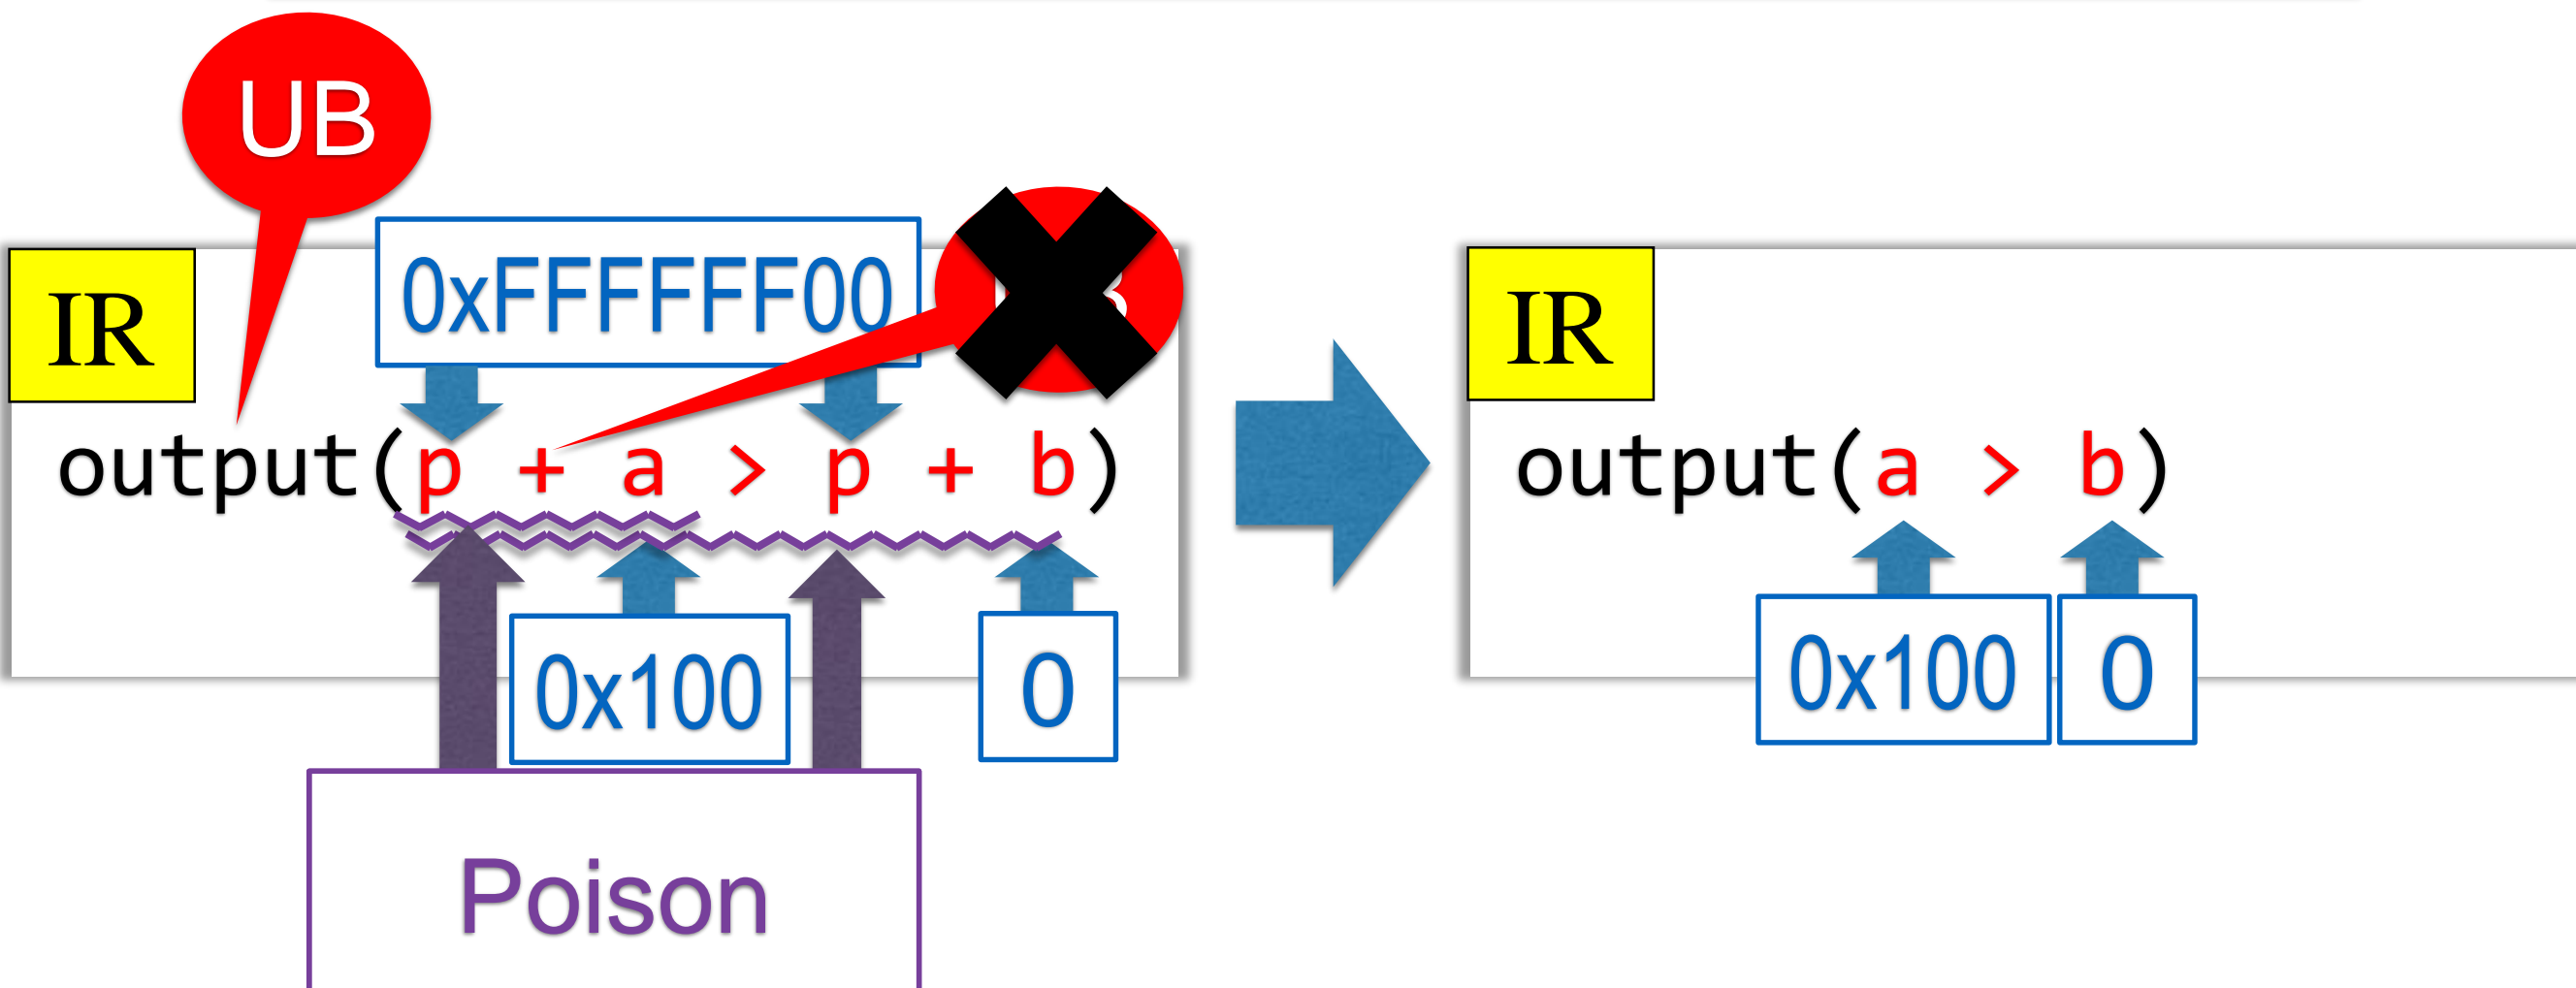 UB
IR
0xFFFFFF00
output(p + a > p + b)
0x100
0
Poison
IR
output(a > b)
0x100
0